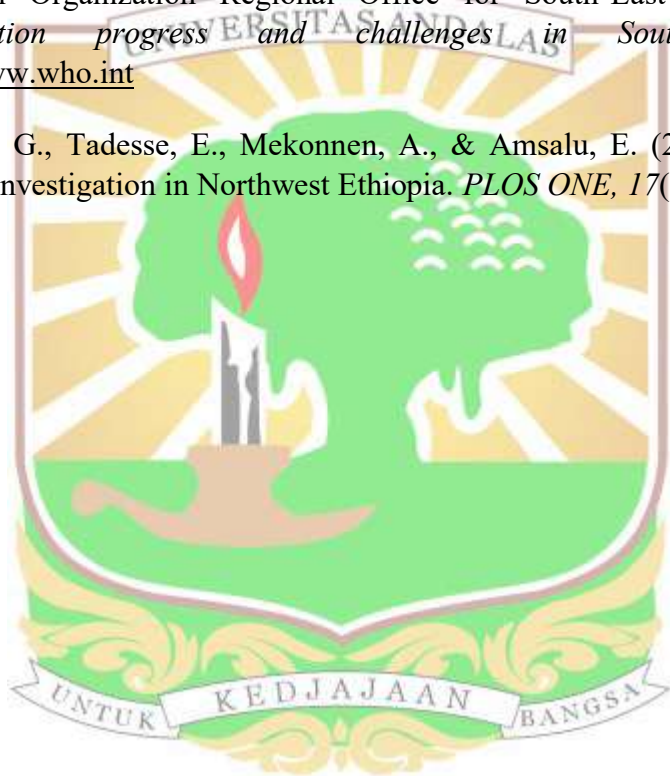 Organization Regional Office for South-East
UNIVERSITAS ANDALAS
tion progress and challenges in Sout
w.who.int
G., Tadesse, E., Mekonnen, A., & Amsalu, E. (2
nvestigation in Northwest Ethiopia. PLOS ONE, 17(
UNTUK KEDJAJAAN BANGSA